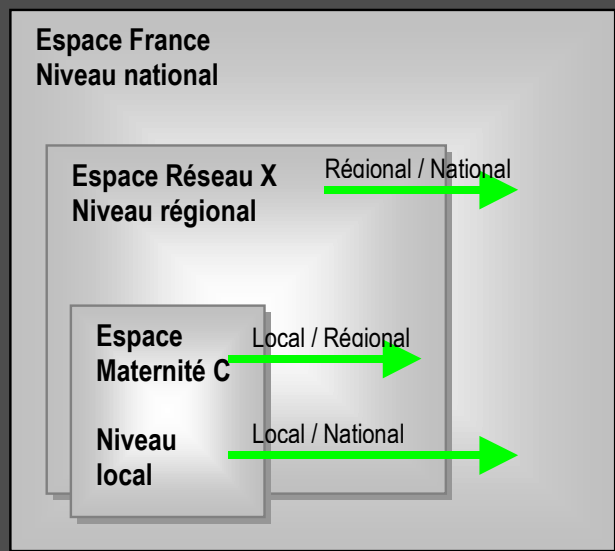 Espace France
Niveau national
Espace Réseau X
Niveau régional
Régional / National
Espace
Maternité C
Local / Régional
Niveau
local
Local / National